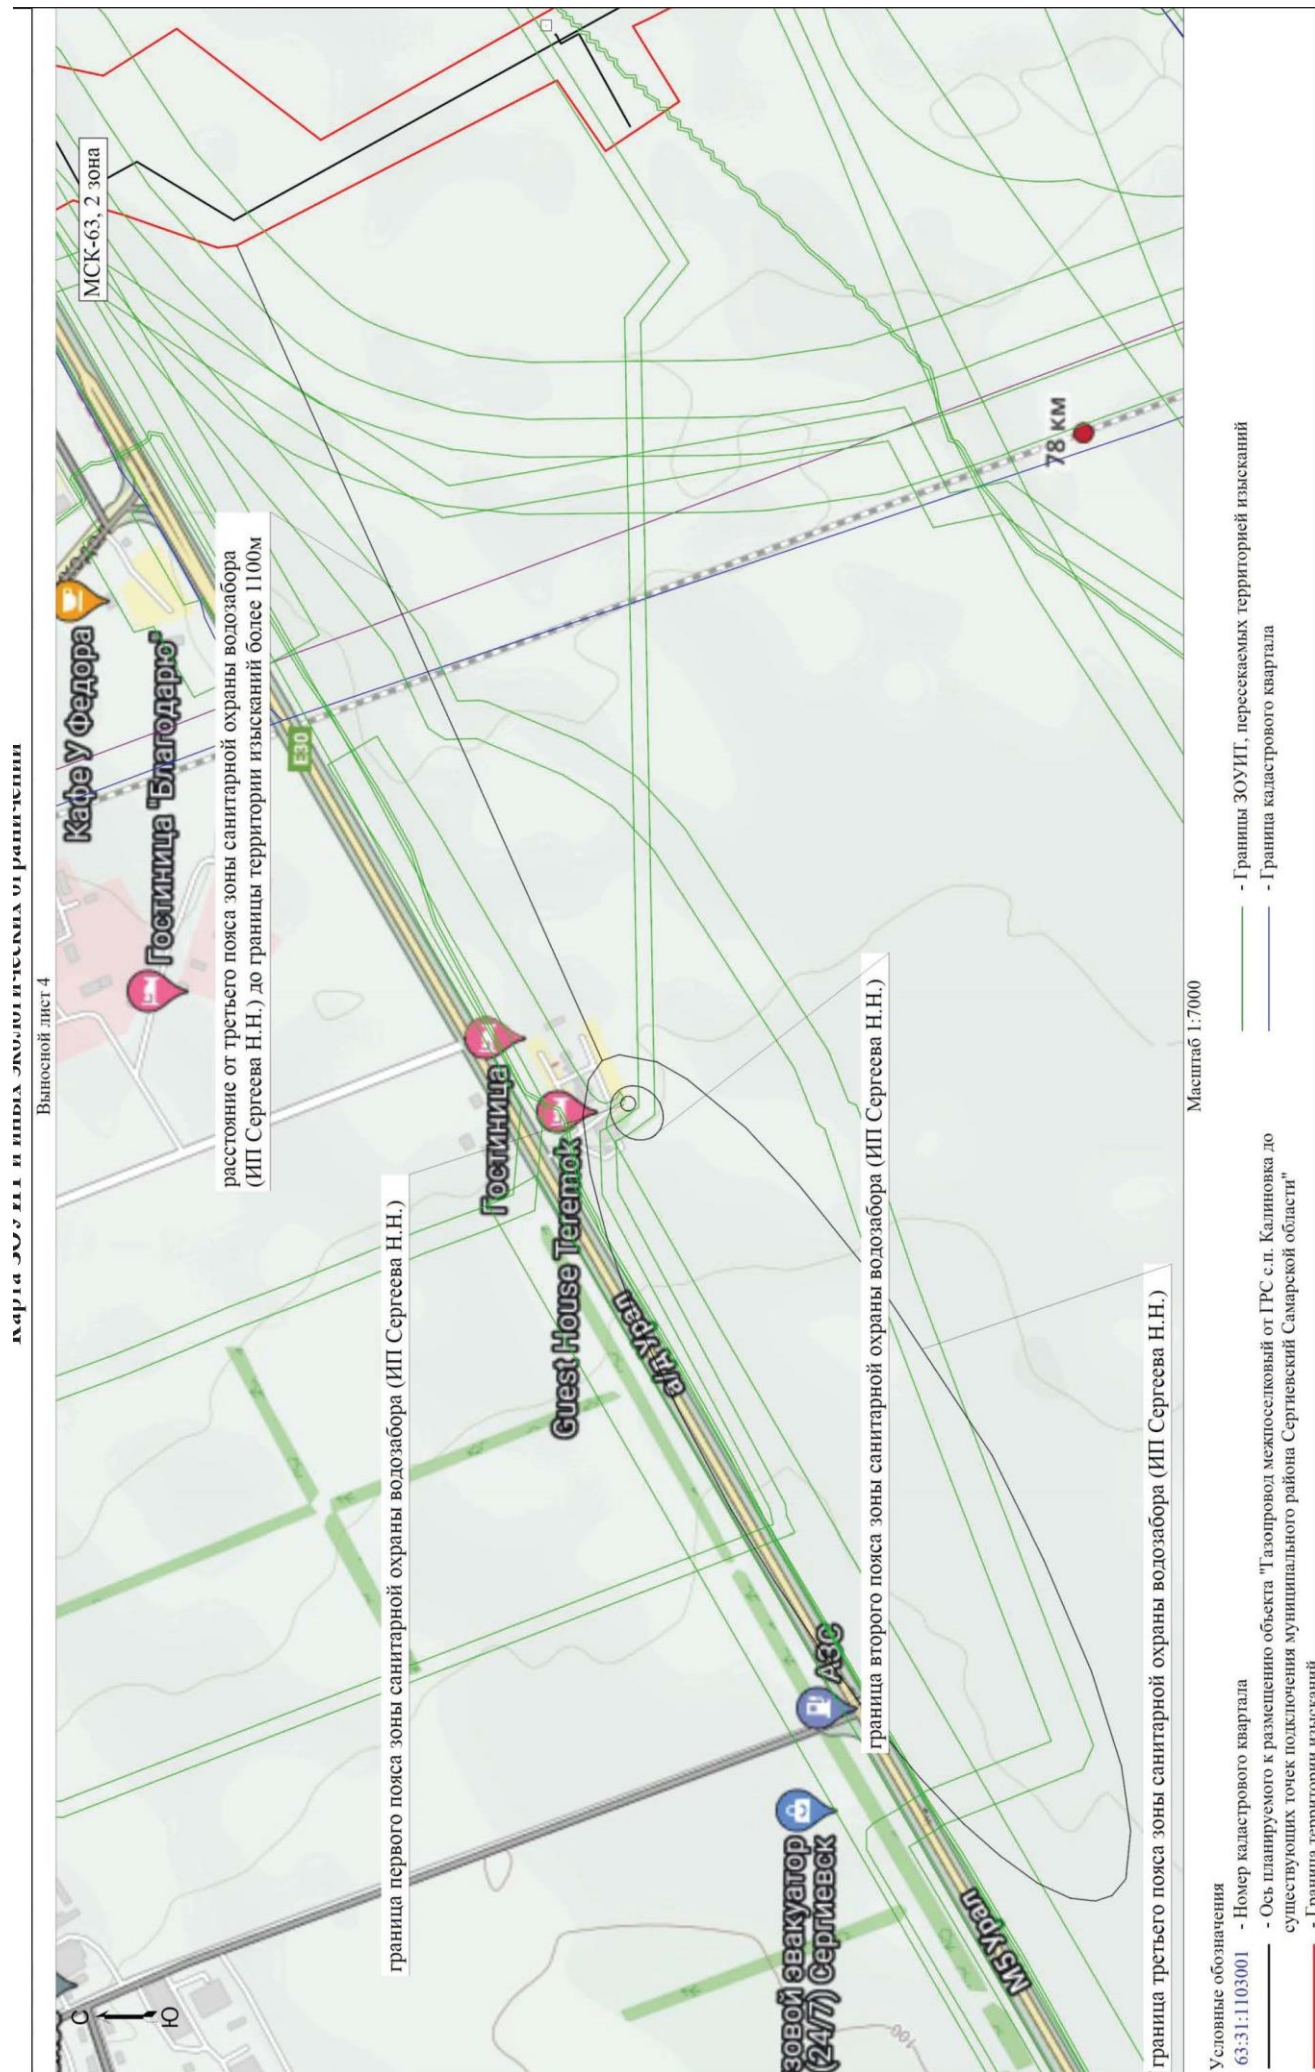 Карта ЗОУИТ и иных экологических ограничений
Выносной лист 4
МСК-63, 2 зона
С
Ю
Кафе У Федора
Гостиница "Благодарю"
расстояние от третьего пояса зоны санитарной охраны водозабора
(ИП Сергеева Н.Н.) до границы территории изысканий более 1100м
E30
граница первого пояса зоны санитарной охраны водозабора (ИП Сергеева Н.Н.)
Гостиница
Guest House Teremok
а/д Урал
зовой эвакуатор
(24/7) Сергиевск
АЗС
граница второго пояса зоны санитарной охраны водозабора (ИП Сергеева Н.Н.)
М5 Урал
100
78 км
граница третьего пояса зоны санитарной охраны водозабора (ИП Сергеева Н.Н.)
Масштаб 1:7000
Условные обозначения
63:31:1103001 - Номер кадастрового квартала
- Ось планируемого к размещению объекта "Газопровод межпоселковый от ГРС с.п. Калиновка до
существующих точек подключения муниципального района Сергиевский Самарской области"
- Граница территории изысканий
- Границы ЗОУИТ, пересекаемых территорией изысканий
- Граница кадастрового квартала